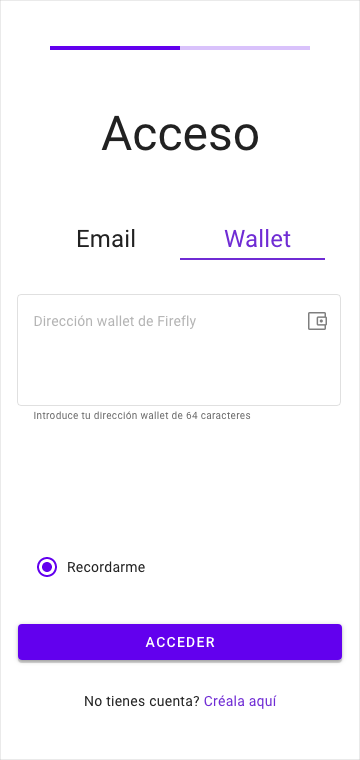 Acceso
Email Wallet
Dirección wallet de Firefly
Introduce tu dirección wallet de 64 caracteres
Recordarme
ACCEDER
No tienes cuenta? Créala aquí